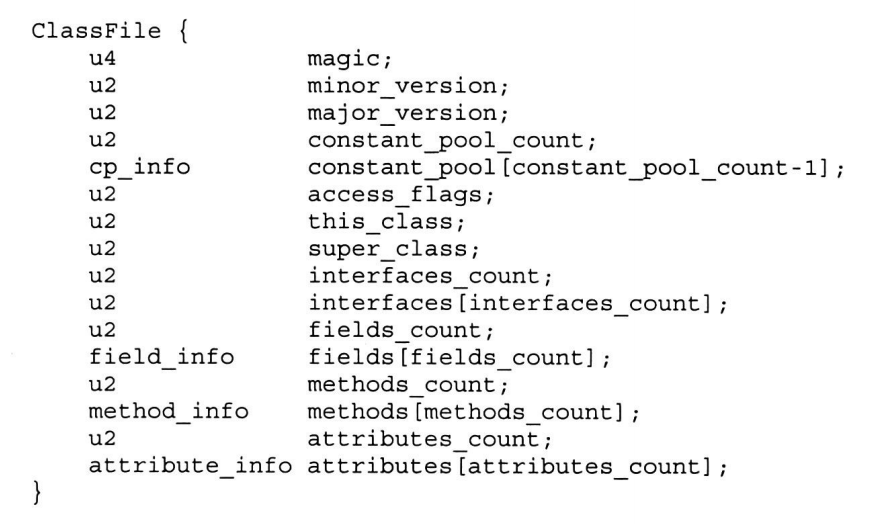 ClassFile {
    u4             magic;
    u2             minor_version;
    u2             major_version;
    u2             constant_pool_count;
    cp_info        constant_pool[constant_pool_count-1];
    u2             access_flags;
    u2             this_class;
    u2             super_class;
    u2             interfaces_count;
    u2             interfaces[interfaces_count];
    u2             fields_count;
    field_info     fields[fields_count];
    u2             methods_count;
    method_info    methods[methods_count];
    u2             attributes_count;
    attribute_info attributes[attributes_count];
}